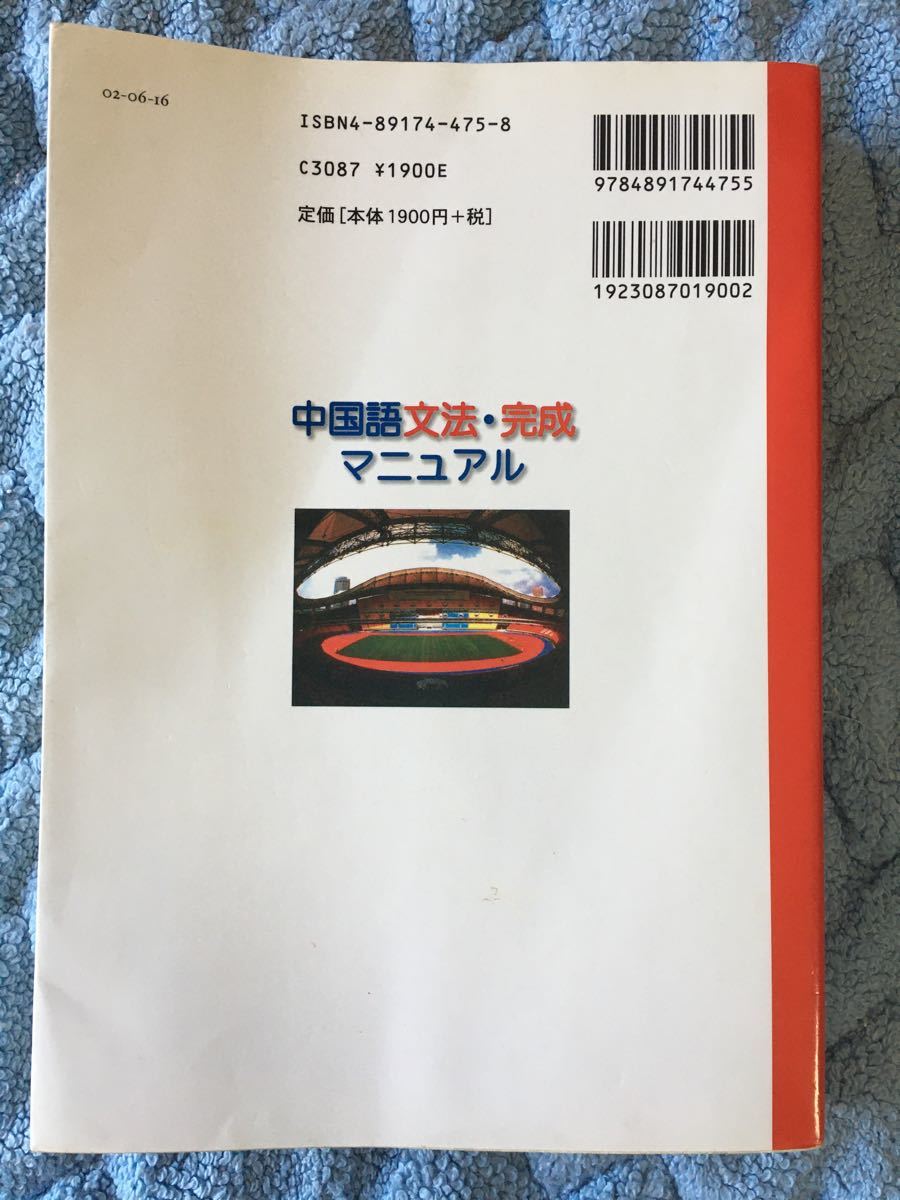 02-06-16
ISBN4-89174-475-8
C3087 ¥1900E
定価[本体1900円+税]
9784891744755
1923087019002
中国語文法・完成
マニュアル